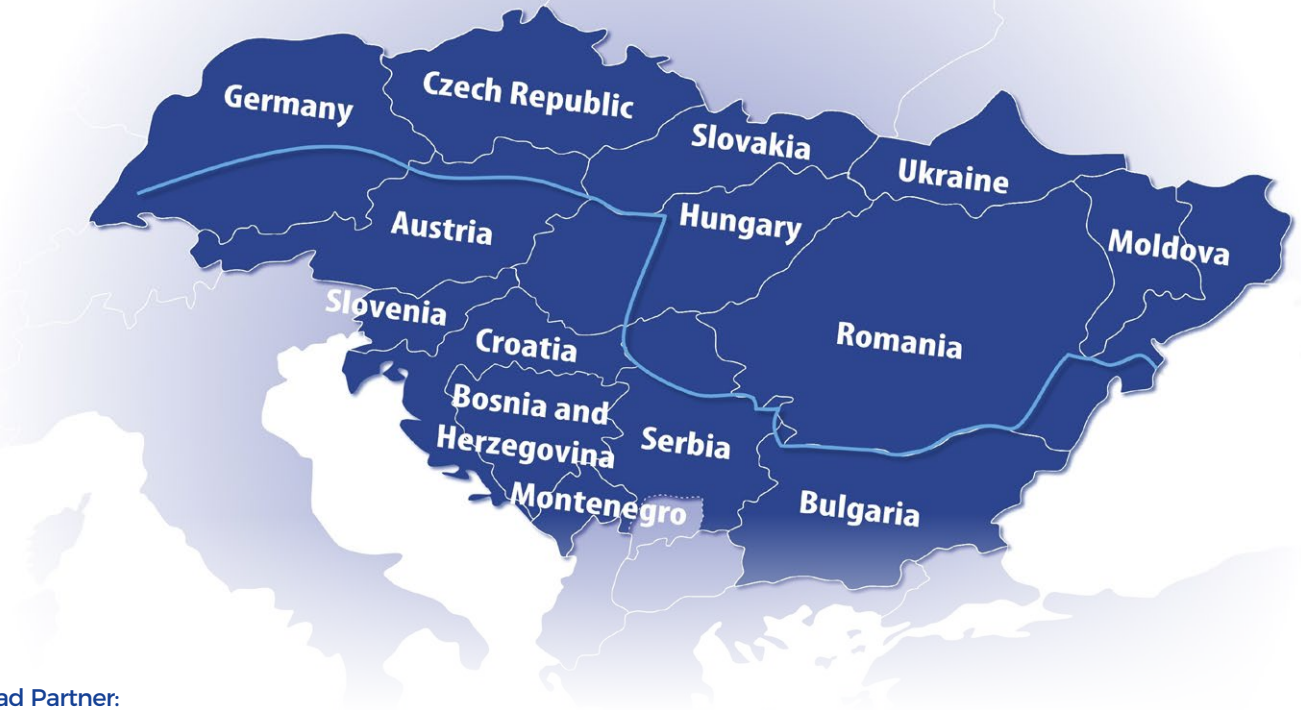 Germany
Czech Republic
Slovakia
Ukraine
Hungary
Austria
Moldova
Slovenia
Croatia
Romania
Bosnia and
Herzegovina
Serbia
Montenegro
Bulgaria
ad Partner: